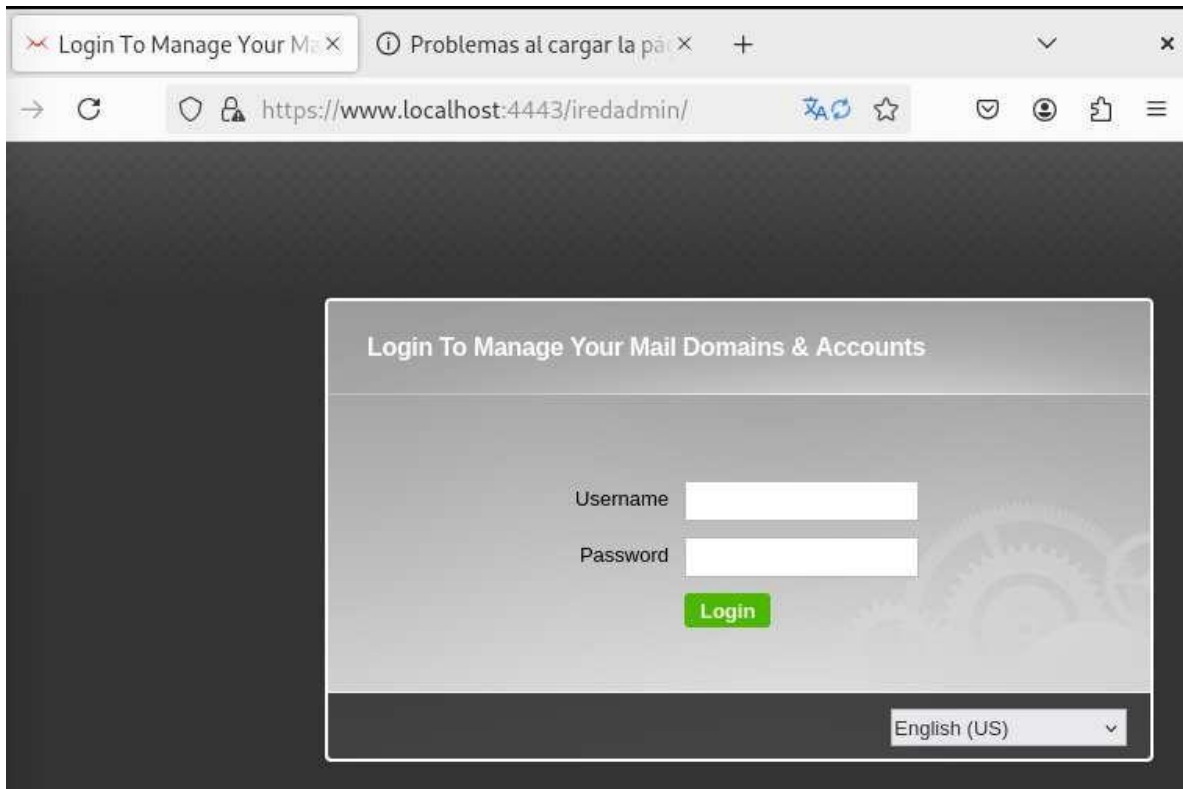 Login To Manage Your Ma
Problemas al cargar la pág
https://www.localhost:4443/iredadmin/
Login To Manage Your Mail Domains & Accounts
Username
Password
Login
English (US)